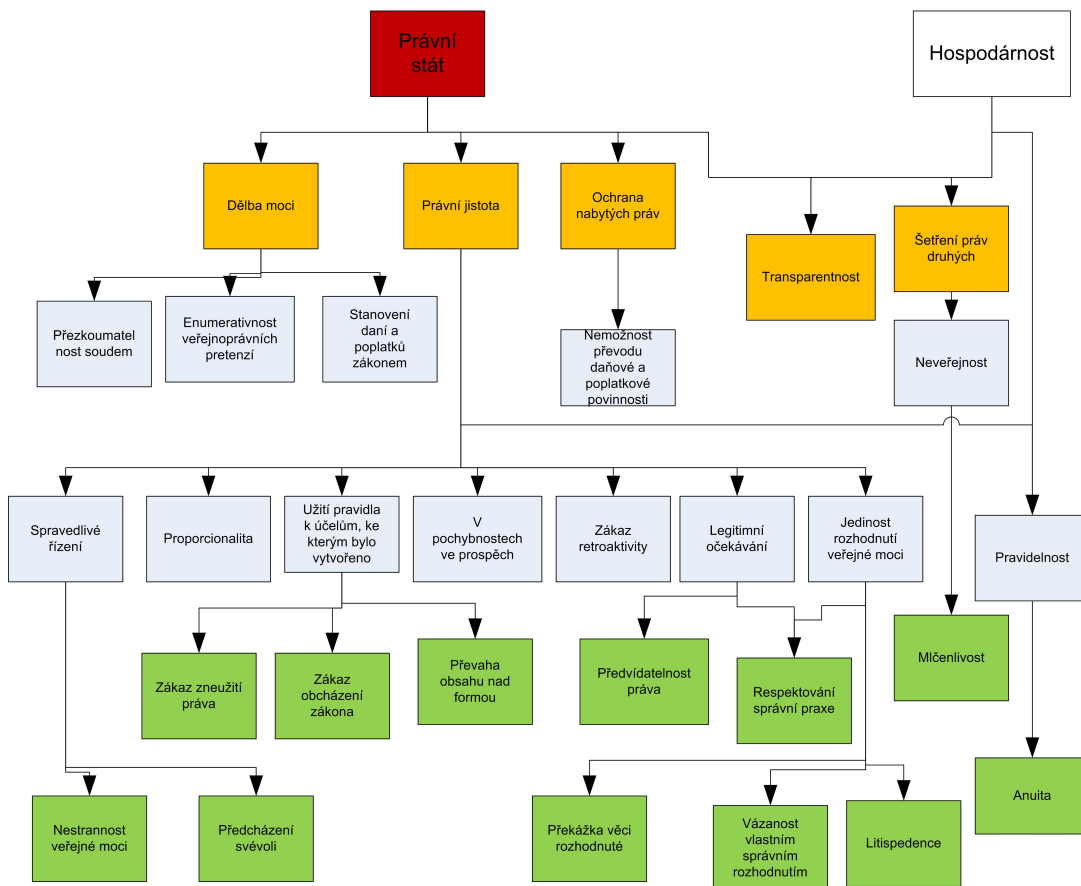 Právní
stát
Hospodárnost
Dělba moci
Právní jistota
Ochrana
nabytých práv
Transparentnost
Šetření práv
druhých
Přezkoumatel
nost soudem
Enumerativnost
veřejnoprávních
pretenzí
Stanovení
daní a
poplatků
zákonem
Nemožnost
převodu
daňové a
poplatkové
povinnosti
Neveřejnost
Spravedlivé
řízení
Proporcionalita
Užití pravidla
k účelům, ke
kterým bylo
vytvořeno
V
pochybnostech
ve prospěch
Zákaz
retroaktivity
Legitimní
očekávání
Jedinost
rozhodnutí
veřejné moci
Pravidelnost
Zákaz zneužití
práva
Zákaz
obcházení
zákona
Převaha
obsahu nad
formou
Předvídatelnost
práva
Respektování
správní praxe
Mlčenlivost
Nestrannost
veřejné moci
Předcházení
svévoli
Překážka věci
rozhodnuté
Vázanost
vlastním
správním
rozhodnutím
Litispedence
Anuita